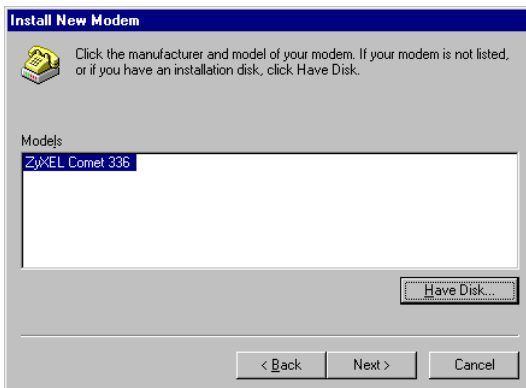 Install New Modem
Click the manufacturer and model of your modem. If your modem is not listed,
or if you have an installation disk, click Have Disk.
Models
ZyXEL Comet 336
Have Disk...
< Back
Next >
Cancel